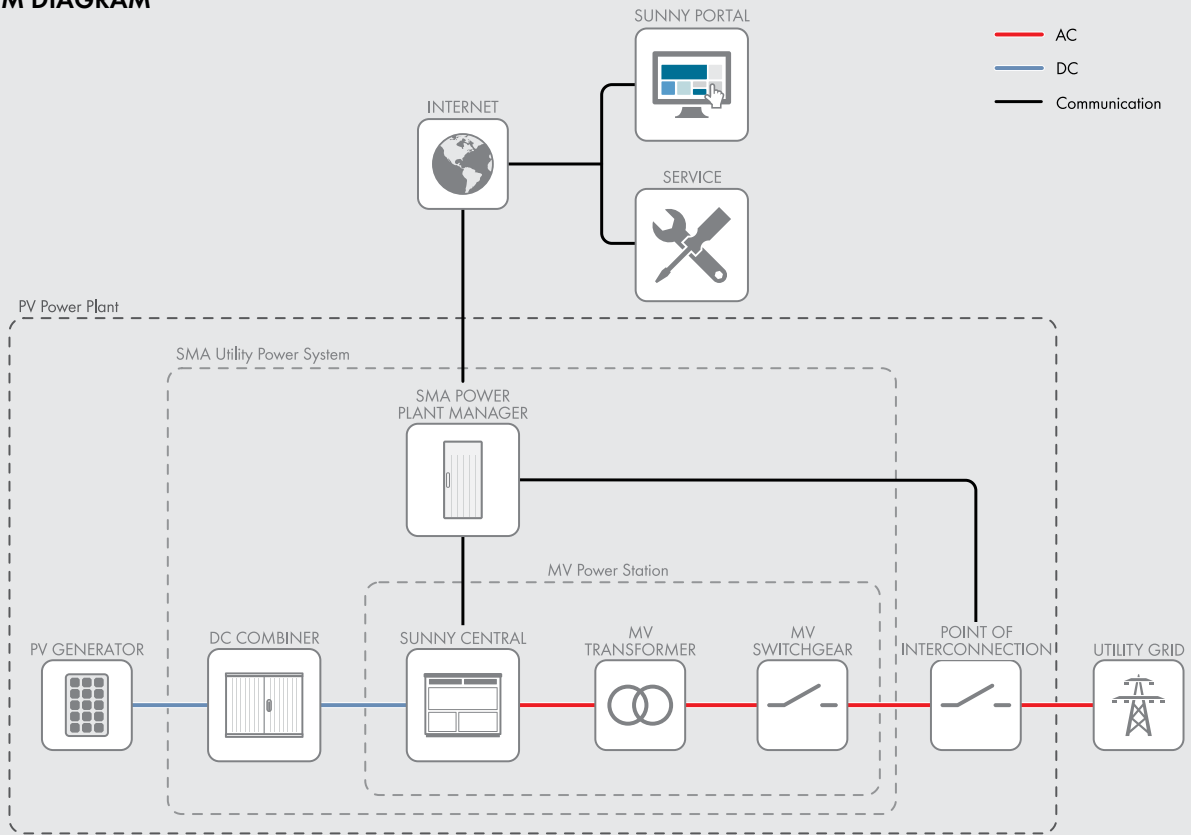 M DIAGRAM
SUNNY PORTAL
AC
DC
Communication
INTERNET
SERVICE
PV Power Plant
SMA Utility Power System
SMA POWER
PLANT MANAGER
MV Power Station
PV GENERATOR
DC COMBINER
SUNNY CENTRAL
MV
TRANSFORMER
MV
SWITCHGEAR
POINT OF
INTERCONNECTION
UTILITY GRID